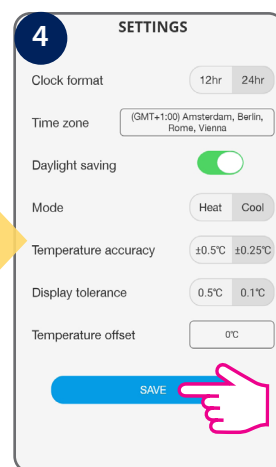 4
SETTINGS
Clock format 12hr 24hr
Time zone (GMT+1:00) Amsterdam, Berlin,
Rome, Vienna
Daylight saving
Mode Heat Cool
Temperature accuracy ±0.5℃ ±0.25℃
Display tolerance 0.5℃ 0.1℃
Temperature offset 0℃
SAVE